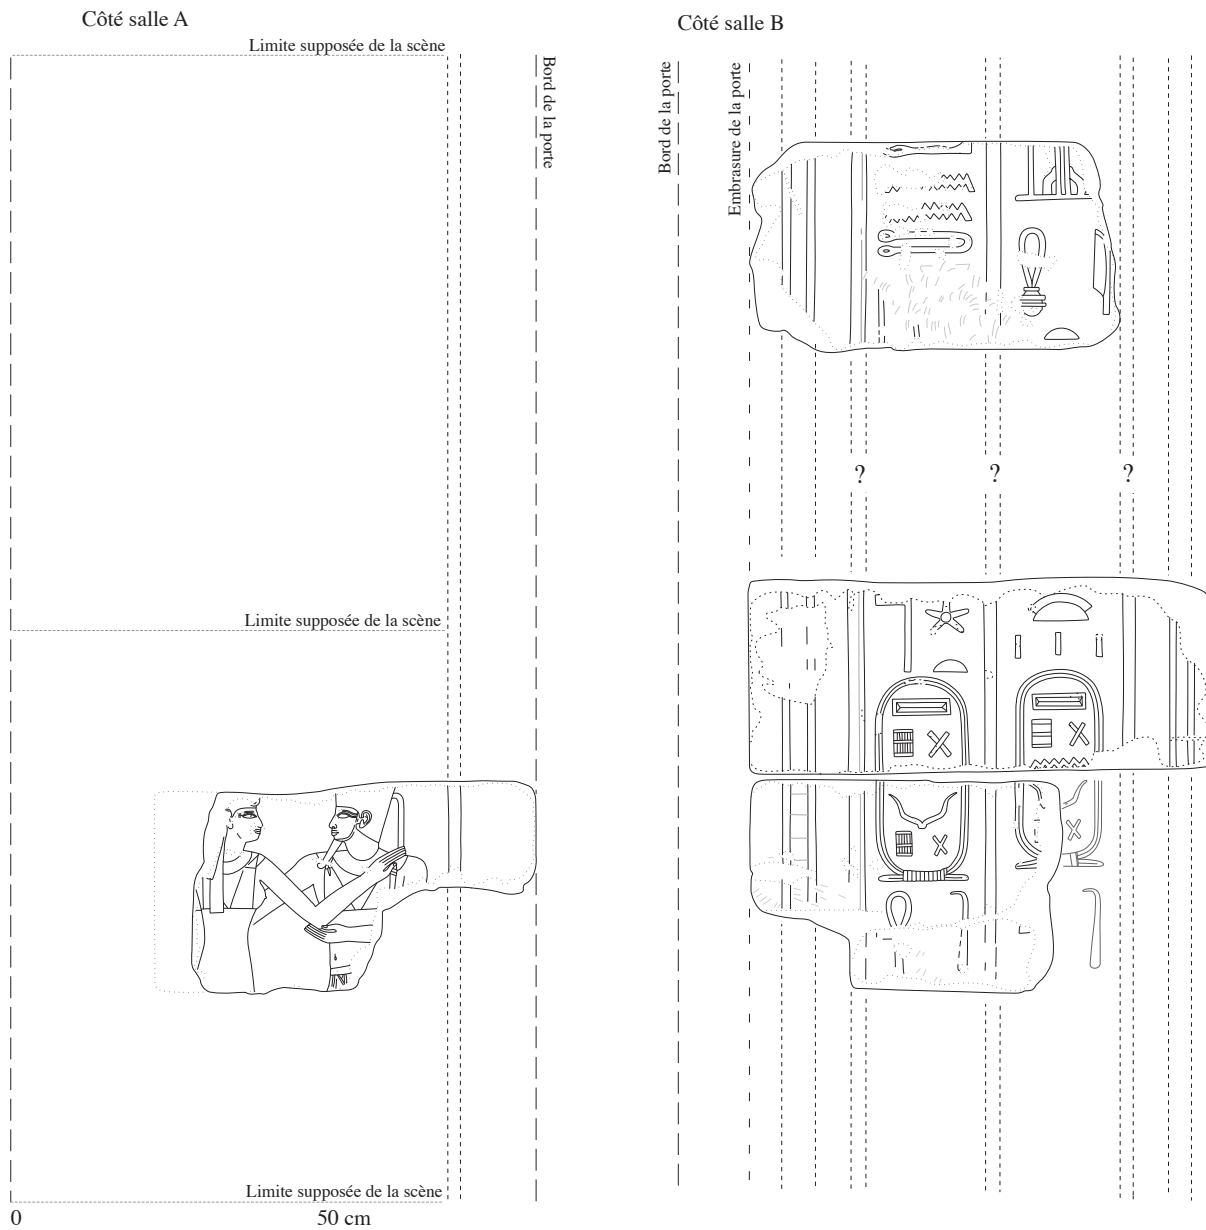 Côté salle A
Limite supposée de la scène
Bord de la porte
Limite supposée de la scène
Limite supposée de la scène
0
50 cm
Côté salle B
Bord de la porte
Embrasure de la porte
? ? ?